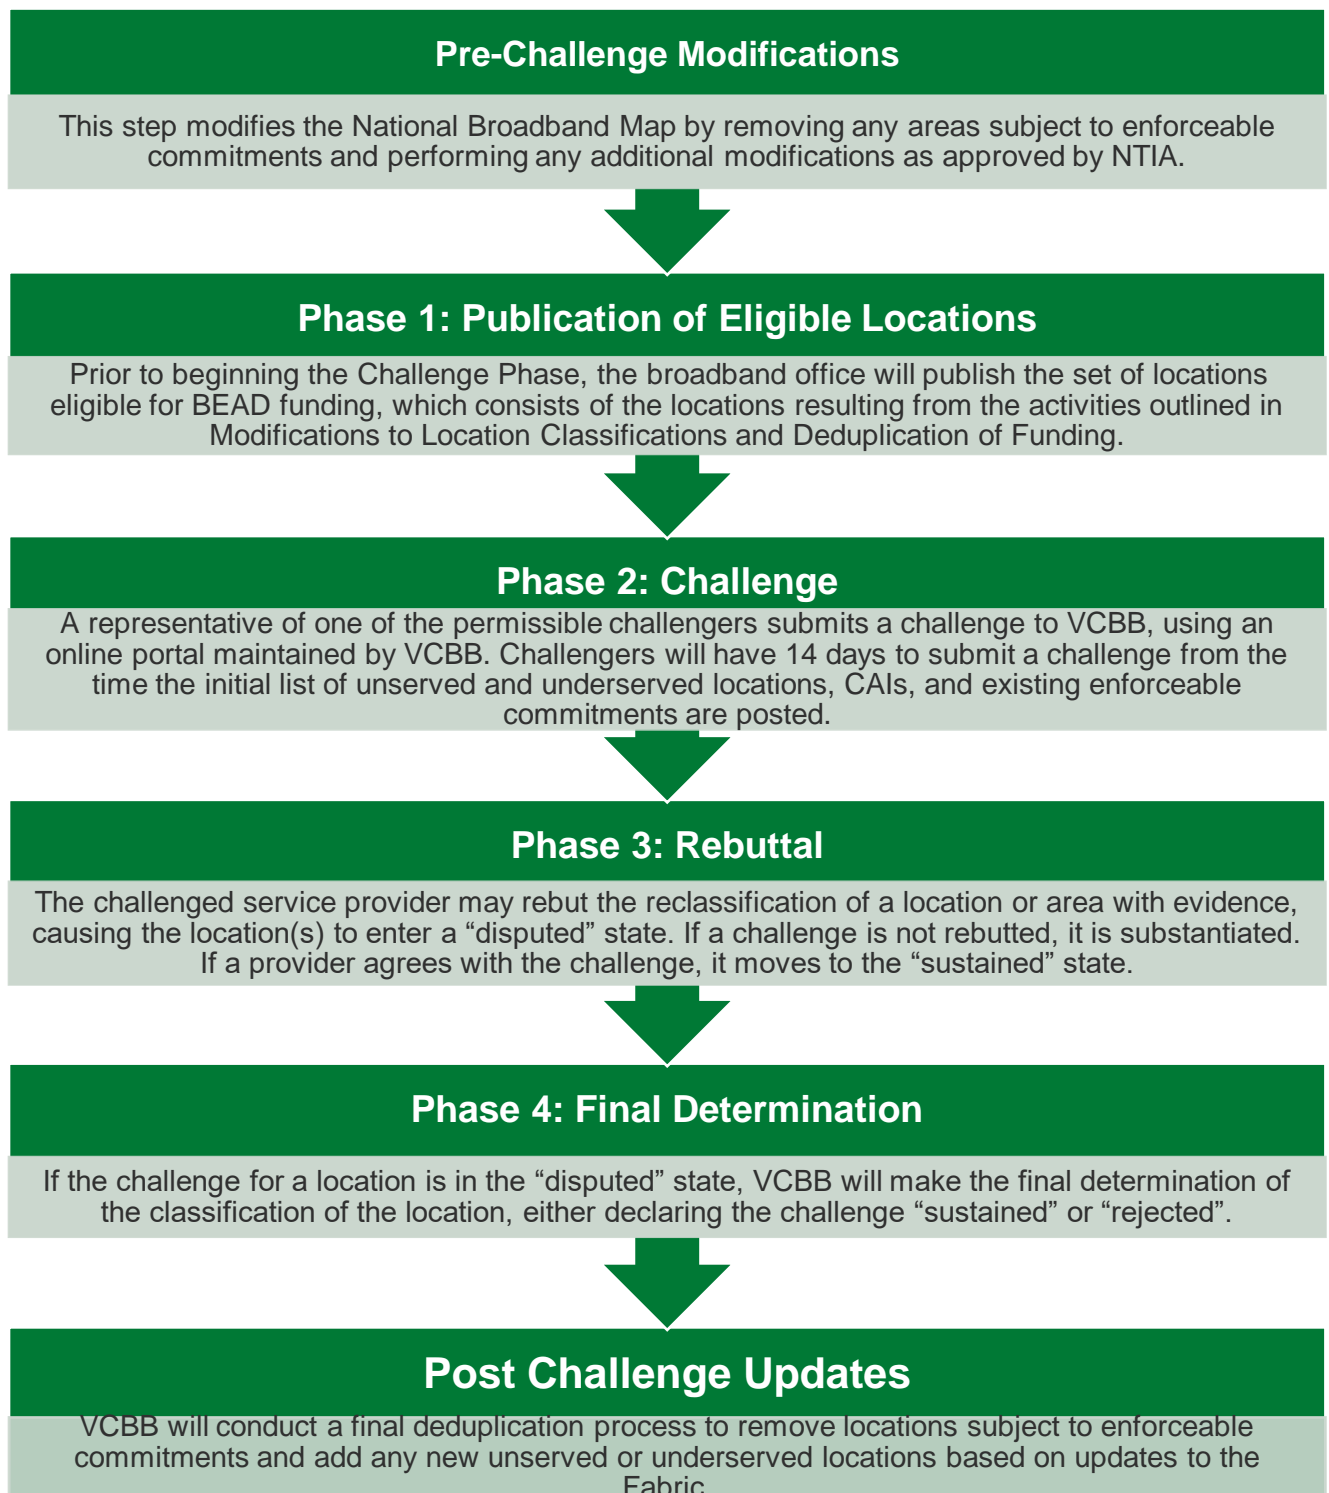 Pre-Challenge Modifications
This step modifies the National Broadband Map by removing any areas subject to enforceable
commitments and performing any additional modifications as approved by NTIA.
Phase 1: Publication of Eligible Locations
Prior to beginning the Challenge Phase, the broadband office will publish the set of locations
eligible for BEAD funding, which consists of the locations resulting from the activities outlined in
Modifications to Location Classifications and Deduplication of Funding.
Phase 2: Challenge
A representative of one of the permissible challengers submits a challenge to VCBB, using an
online portal maintained by VCBB. Challengers will have 14 days to submit a challenge from the
time the initial list of unserved and underserved locations, CAIs, and existing enforceable
commitments are posted.
Phase 3: Rebuttal
The challenged service provider may rebut the reclassification of a location or area with evidence,
causing the location(s) to enter a “disputed” state. If a challenge is not rebutted, it is substantiated.
If a provider agrees with the challenge, it moves to the “sustained” state.
Phase 4: Final Determination
If the challenge for a location is in the “disputed” state, VCBB will make the final determination of
the classification of the location, either declaring the challenge “sustained” or “rejected”.
Post Challenge Updates
VCBB will conduct a final deduplication process to remove locations subject to enforceable
commitments and add any new unserved or underserved locations based on updates to the
Fabric